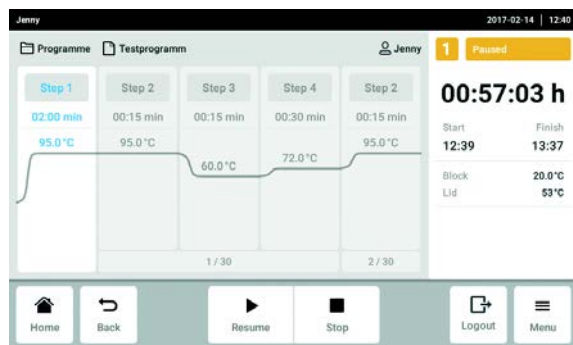 Jenny 2017-02-14 | 12:40
Programme Testprogramm Jenny 1 Paused
Step 1 Step 2 Step 3 Step 4 Step 2
00:57:03 h
02:00 min 00:15 min 00:15 min 00:30 min 00:15 min
Start Finish
95.0°C 95.0°C 60.0°C 72.0°C 95.0°C
12:39 13:37
Block 20.0°C
Lid 53°C
1 / 30 2 / 30
Home Back Resume Stop Logout Menu